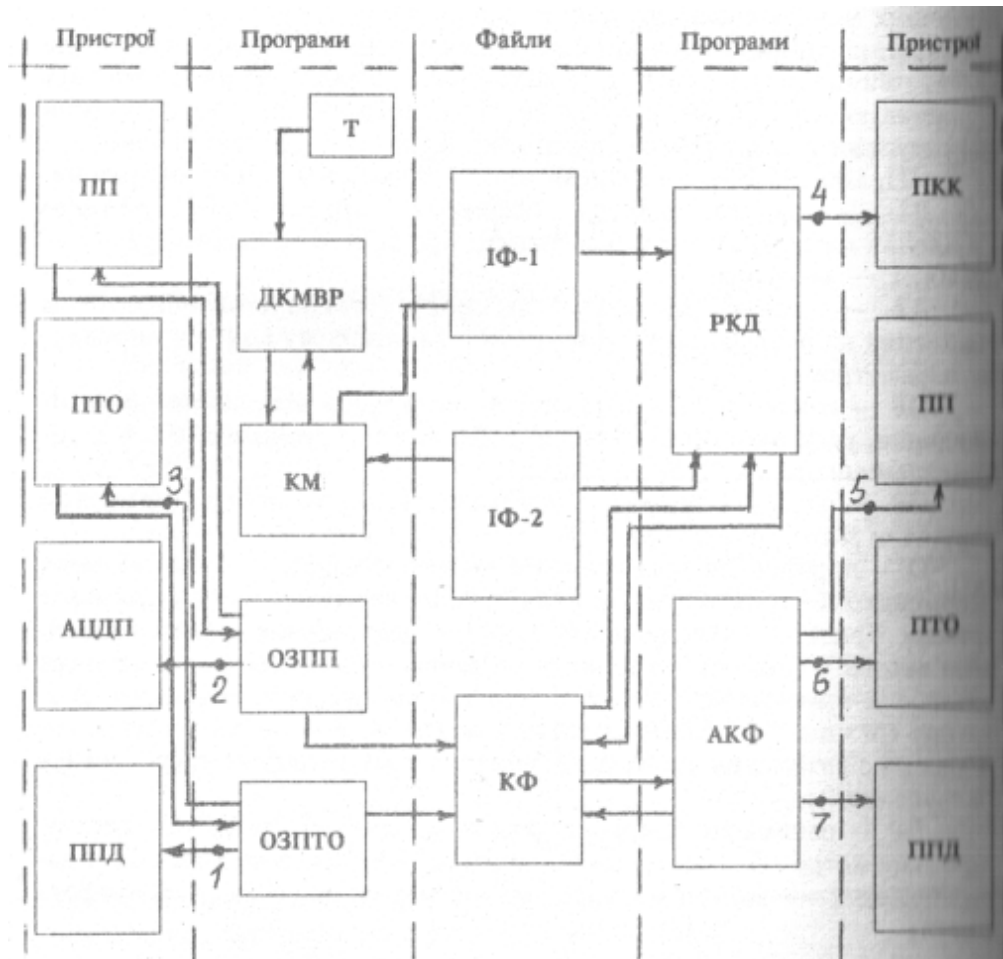 Пристрої Програми Файли Програми Пристрої
Т
ПП ІФ-1 4 ПКК
ДКМВР РКД
ПТО КМ ІФ-2 ПП
3 5
АЦДП ОЗПП ПТО
2 6
КФ АКФ
ППД ОЗПТО 7 ППД
1